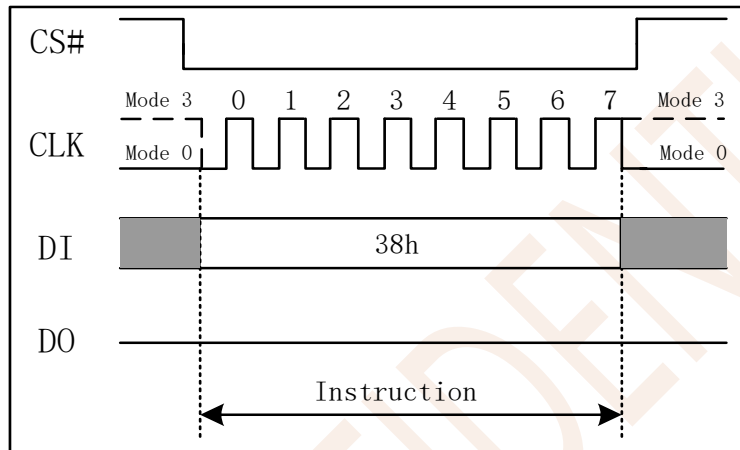 CS#
Mode 3 0 1 2 3 4 5 6 7 Mode 3
CLK
Mode 0 Mode 0
DI 38h
DO
Instruction